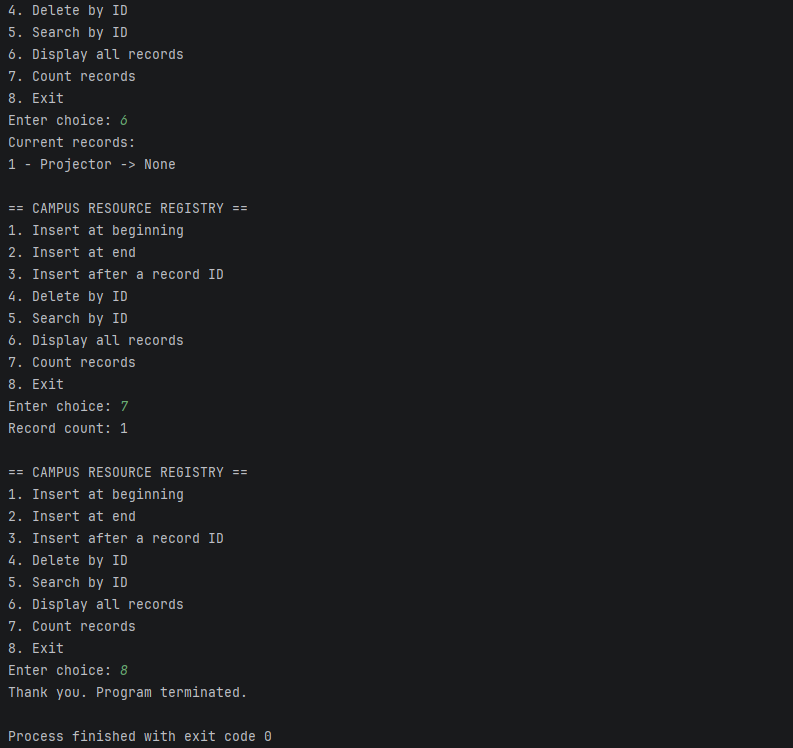 4. Delete by ID
5. Search by ID
6. Display all records
7. Count records
8. Exit
Enter choice: 6
Current records:
1 - Projector -> None
== CAMPUS RESOURCE REGISTRY ==
1. Insert at beginning
2. Insert at end
3. Insert after a record ID
4. Delete by ID
5. Search by ID
6. Display all records
7. Count records
8. Exit
Enter choice: 7
Record count: 1
== CAMPUS RESOURCE REGISTRY ==
1. Insert at beginning
2. Insert at end
3. Insert after a record ID
4. Delete by ID
5. Search by ID
6. Display all records
7. Count records
8. Exit
Enter choice: 8
Thank you. Program terminated.
Process finished with exit code 0